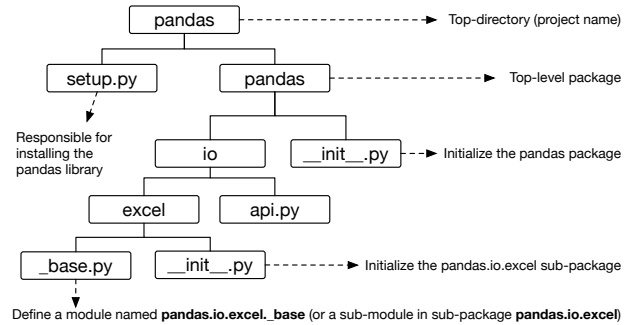 pandas
Top-directory (project name)
setup.py
pandas
Top-level package
Responsible for
installing the
pandas library
io
__init__.py
Initialize the pandas package
excel
api.py
_base.py
__init__.py
Initialize the pandas.io.excel sub-package
Define a module named pandas.io.excel._base (or a sub-module in sub-package pandas.io.excel)